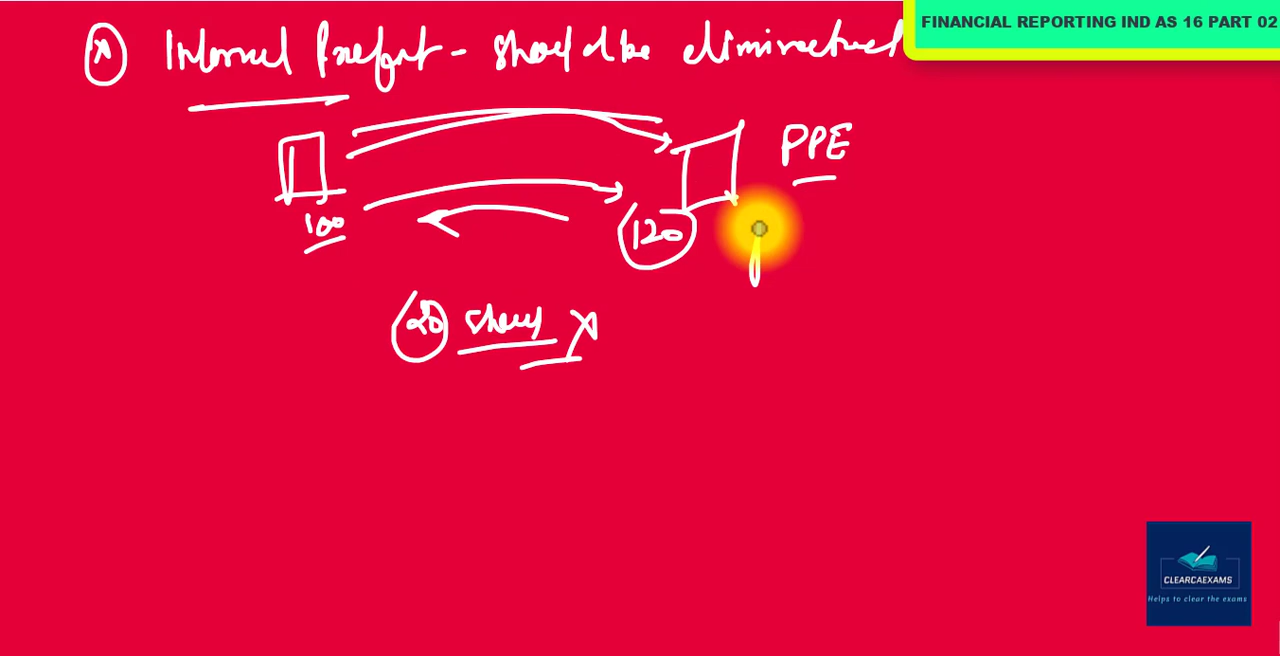 FINANCIAL REPORTING IND AS 16 PART 02
Internal Profit - should be eliminated
PPE
100
120
20
CLEARCAEXAMS
Helps to clear the exams